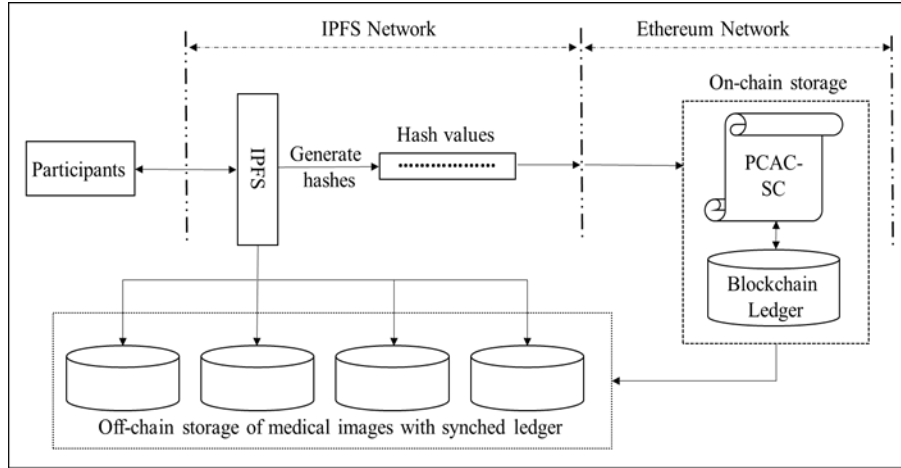 IPFS Network
Ethereum Network
On-chain storage
Participants
IPFS
Generate
hashes
Hash values
PCAC-
SC
Blockchain
Ledger
Off-chain storage of medical images with synched ledger